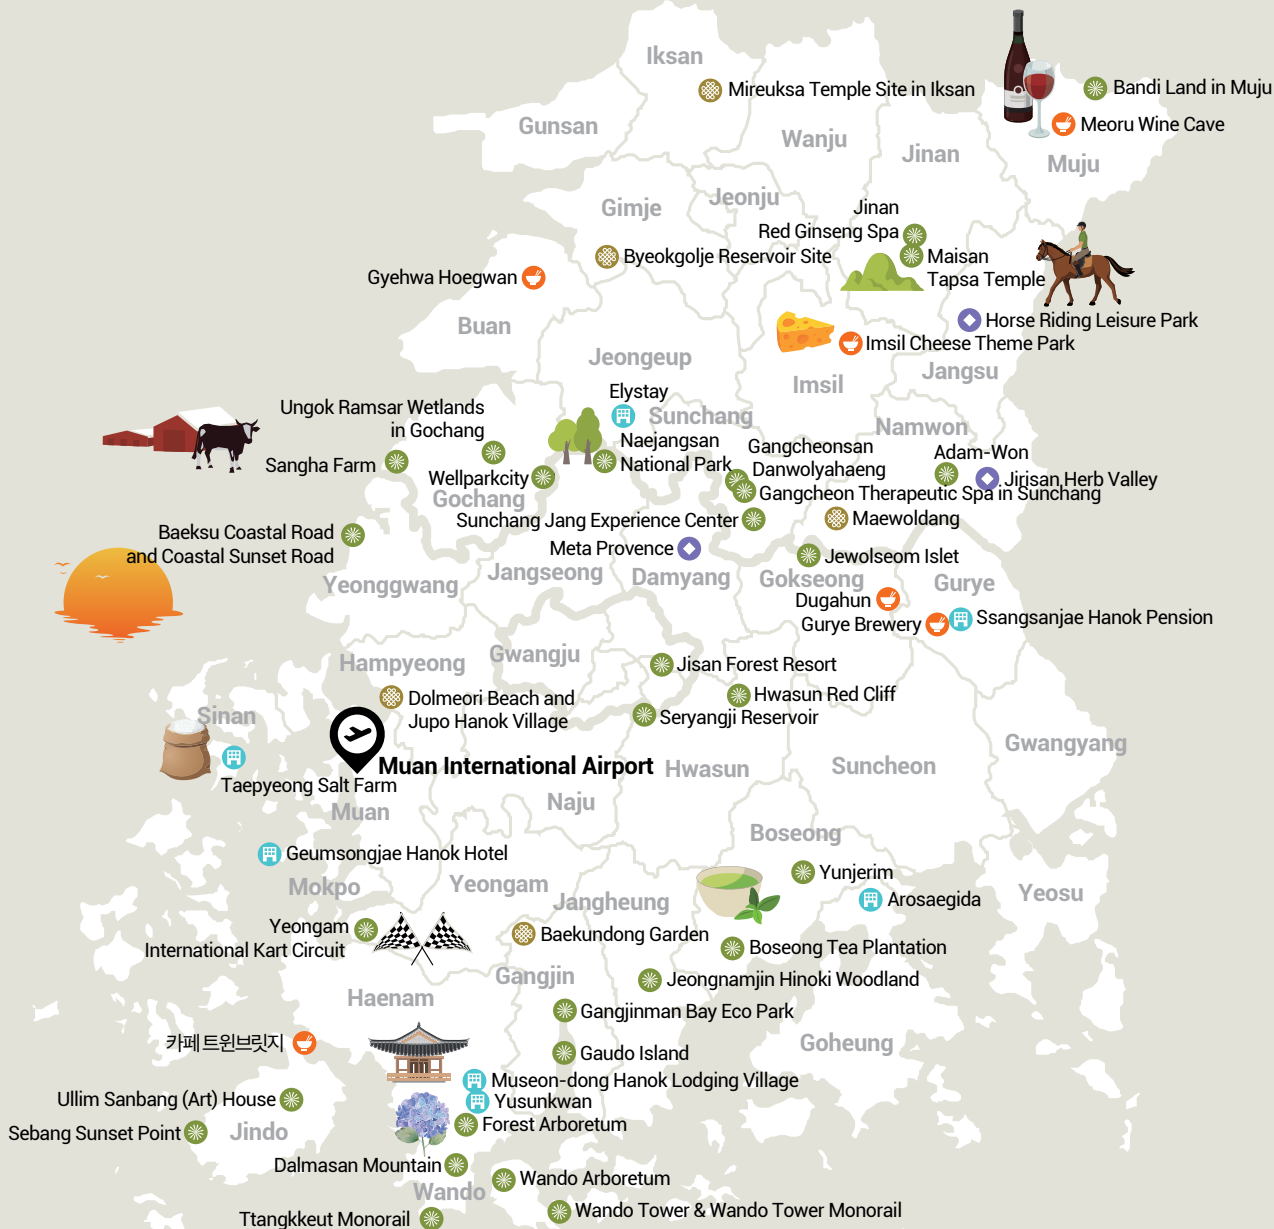 Iksan
Mireuksa Temple Site in Iksan
Bandi Land in Muju
Gunsan
Meoru Wine Cave
Wanju
Jinan
Muju
Jeonju
Gimje
Jinan
Red Ginseng Spa
Byeokgolje Reservoir Site
Maisan
Tapsa Temple
Gyehwa Hoegwan
Horse Riding Leisure Park
Buan
Imsil Cheese Theme Park
Jeongeup
Jangsu
Imsil
Elystay
Ungok Ramsar Wetlands
in Gochang
Sunchang
Namwon
Naejangsan
National Park
Gangcheonsan
Danwolyahaeng
Adam-Won
Sangha Farm
Wellparkcity
Jirisan Herb Valley
Gochang
Gangcheon Therapeutic Spa in Sunchang
Sunchang Jang Experience Center
Maewoldang
Baeksu Coastal Road
and Coastal Sunset Road
Meta Provence
Jewolseom Islet
Yeonggwang
Jangseong
Damyang
Gokseong
Gurye
Dugahun
Gurye Brewery
Ssangsanjae Hanok Pension
Hampyeong
Gwangju
Jisan Forest Resort
Dolmeori Beach and
Jupo Hanok Village
Hwasun Red Cliff
Sinan
Seryangji Reservoir
Gwangyang
Muan International Airport
Hwasun
Suncheon
Taepyeong Salt Farm
Muan
Naju
Boseong
Geumsongjae Hanok Hotel
Yunjerim
Mokpo
Yeongam
Jangheung
Arosaegida
Yeosu
Yeongam
International Kart Circuit
Baekundong Garden
Boseong Tea Plantation
Gangjin
Jeongnamjin Hinoki Woodland
Haenam
Gangjinman Bay Eco Park
카페 트윈브릿지
Gaudo Island
Goheung
Museon-dong Hanok Lodging Village
Ullim Sanbang (Art) House
Yusunkwan
Forest Arboretum
Sebang Sunset Point
Jindo
Dalmasan Mountain
Wando Arboretum
Wando
Ttangkkeut Monorail
Wando Tower & Wando Tower Monorail